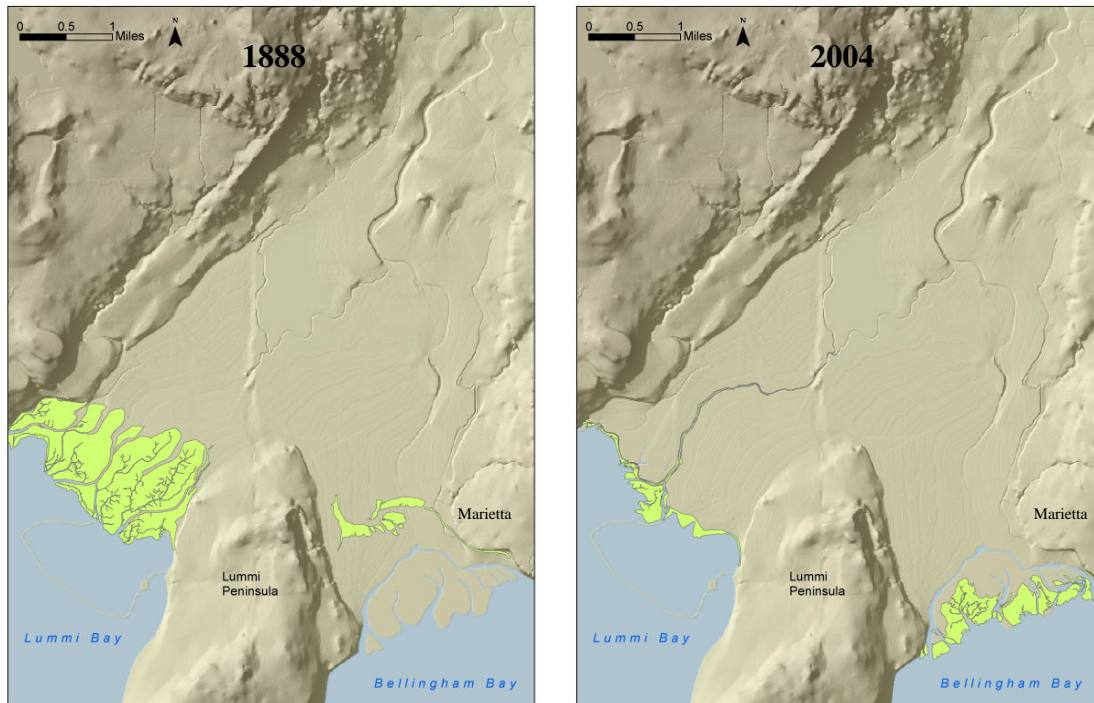 0 0.5 1
Miles
N
1888
Marietta
Lummi
Peninsula
Lummi Bay
Bellingham Bay
0 0.5 1
Miles
N
2004
Marietta
Lummi
Peninsula
Lummi Bay
Bellingham Bay